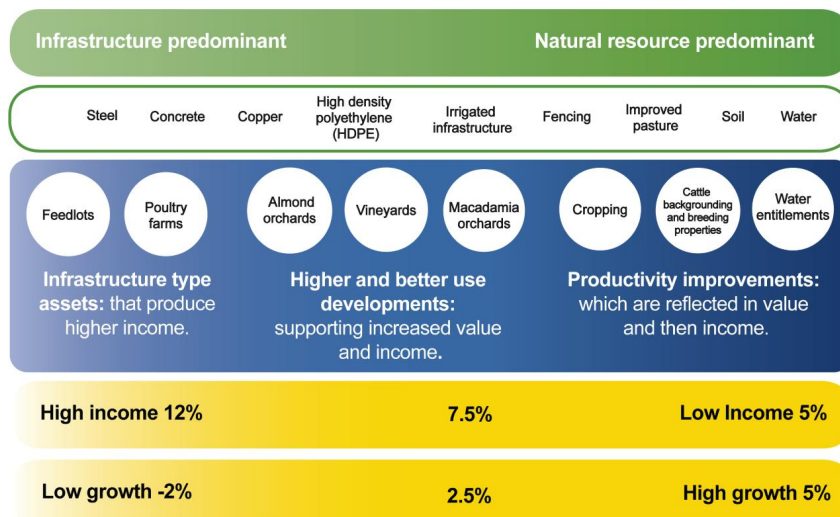 Infrastructure predominant
Natural resource predominant
Steel
Concrete
Copper
High density
polyethylene
(HDPE)
Irrigated
infrastructure
Fencing
Improved
pasture
Soil
Water
Feedlots
Poultry
farms
Almond
orchards
Vineyards
Macadamia
orchards
Cropping
Cattle
backgrounding
and breeding
properties
Water
entitlements
Infrastructure type
assets: that produce
higher income.
Higher and better use
developments:
supporting increased value
and income.
Productivity improvements:
which are reflected in value
and then income.
High income 12%
7.5%
Low Income 5%
Low growth -2%
2.5%
High growth 5%